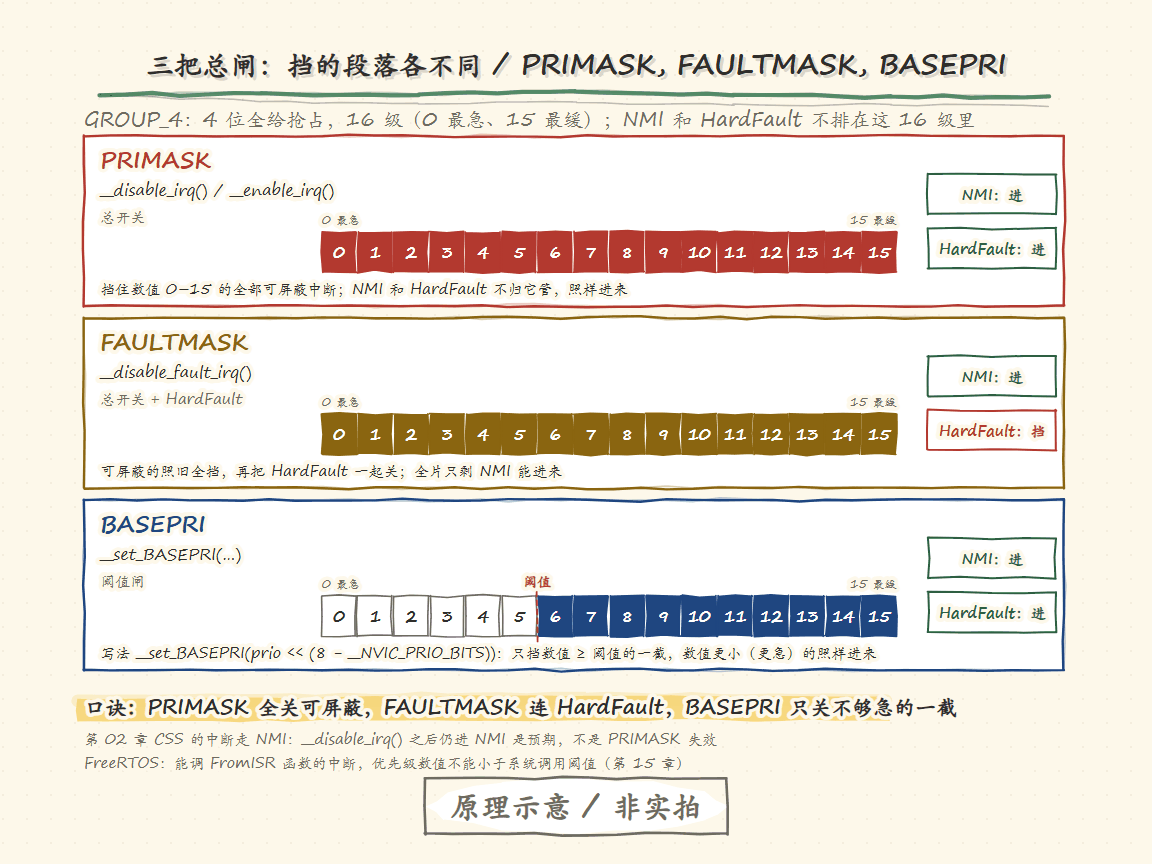 三把总闸：挡的段落各不同 / PRIMASK, FAULTMASK, BASEPRI
GROUP_4：4 位全给抢占，16 级（0 最急、15 最缓）；NMI 和 HardFault 不排在这 16 级里
PRIMASK
__disable_irq() / __enable_irq()
总开关
0 最急 15 最缓
0 1 2 3 4 5 6 7 8 9 10 11 12 13 14 15
NMI：进
HardFault：进
挡住数值 0–15 的全部可屏蔽中断；NMI 和 HardFault 不归它管，照样进来
FAULTMASK
__disable_fault_irq()
总开关 + HardFault
0 最急 15 最缓
0 1 2 3 4 5 6 7 8 9 10 11 12 13 14 15
NMI：进
HardFault：挡
可屏蔽的照旧全挡，再把 HardFault 一起关；全片只剩 NMI 能进来
BASEPRI
__set_BASEPRI(...)
阈值闸
0 最急 阈值 15 最缓
0 1 2 3 4 5 6 7 8 9 10 11 12 13 14 15
NMI：进
HardFault：进
写法 __set_BASEPRI(prio << (8 - __NVIC_PRIO_BITS))：只挡数值 ≥ 阈值的一截，数值更小（更急）的照样进来
口诀：PRIMASK 全关可屏蔽，FAULTMASK 连 HardFault，BASEPRI 只关不够急的一截
第 02 章 CSS 的中断走 NMI：__disable_irq() 之后仍进 NMI 是预期，不是 PRIMASK 失效
FreeRTOS：能调 FromISR 函数的中断，优先级数值不能小于系统调用阈值（第 15 章）
原理示意 / 非实拍